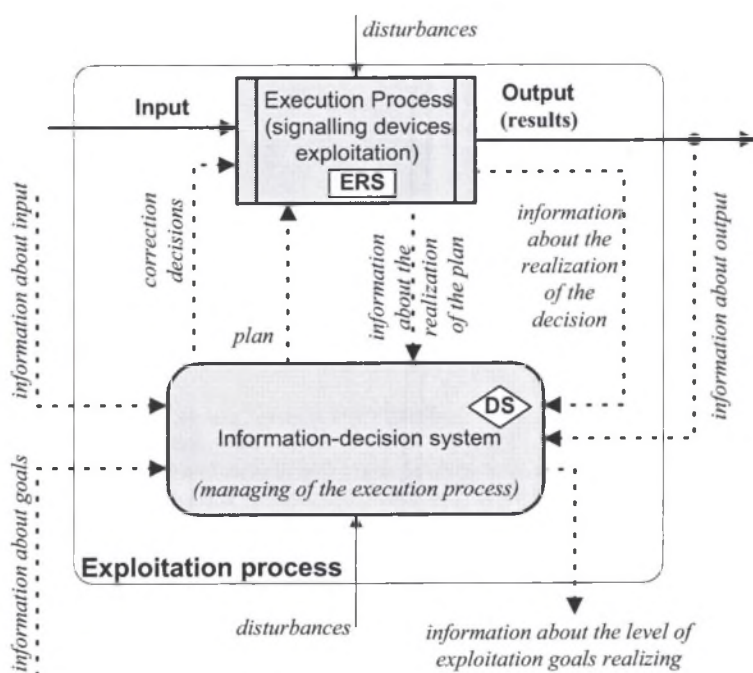 disturbances
Input
Execution Process
(signalling devices
exploitation)
ERS
Output
(results)
correction
decisions
information about input
plan
information
about the
realization
of the plan
information
about the
realization
of the
decision
information about output
DS
Information-decision system
(managing of the execution process)
information about goals
Exploitation process
disturbances
information about the level of
exploitation goals realizing